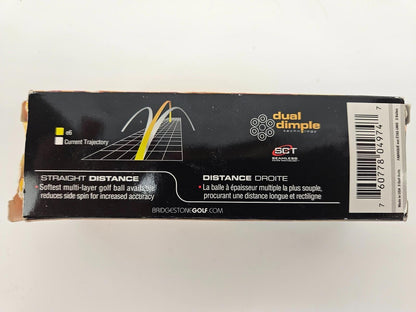 e6
Current Trajectory
dual
dimple
technology
SCT
SEAMLESS
STRAIGHT DISTANCE
• Softest multi-layer golf ball available,
reduces side spin for increased accuracy
DISTANCE DROITE
• La balle à épaisseur multiple la plus souple,
procurant une distance longue et rectiligne
BRIDGESTONEGOLF.COM
7 60778 04974 7